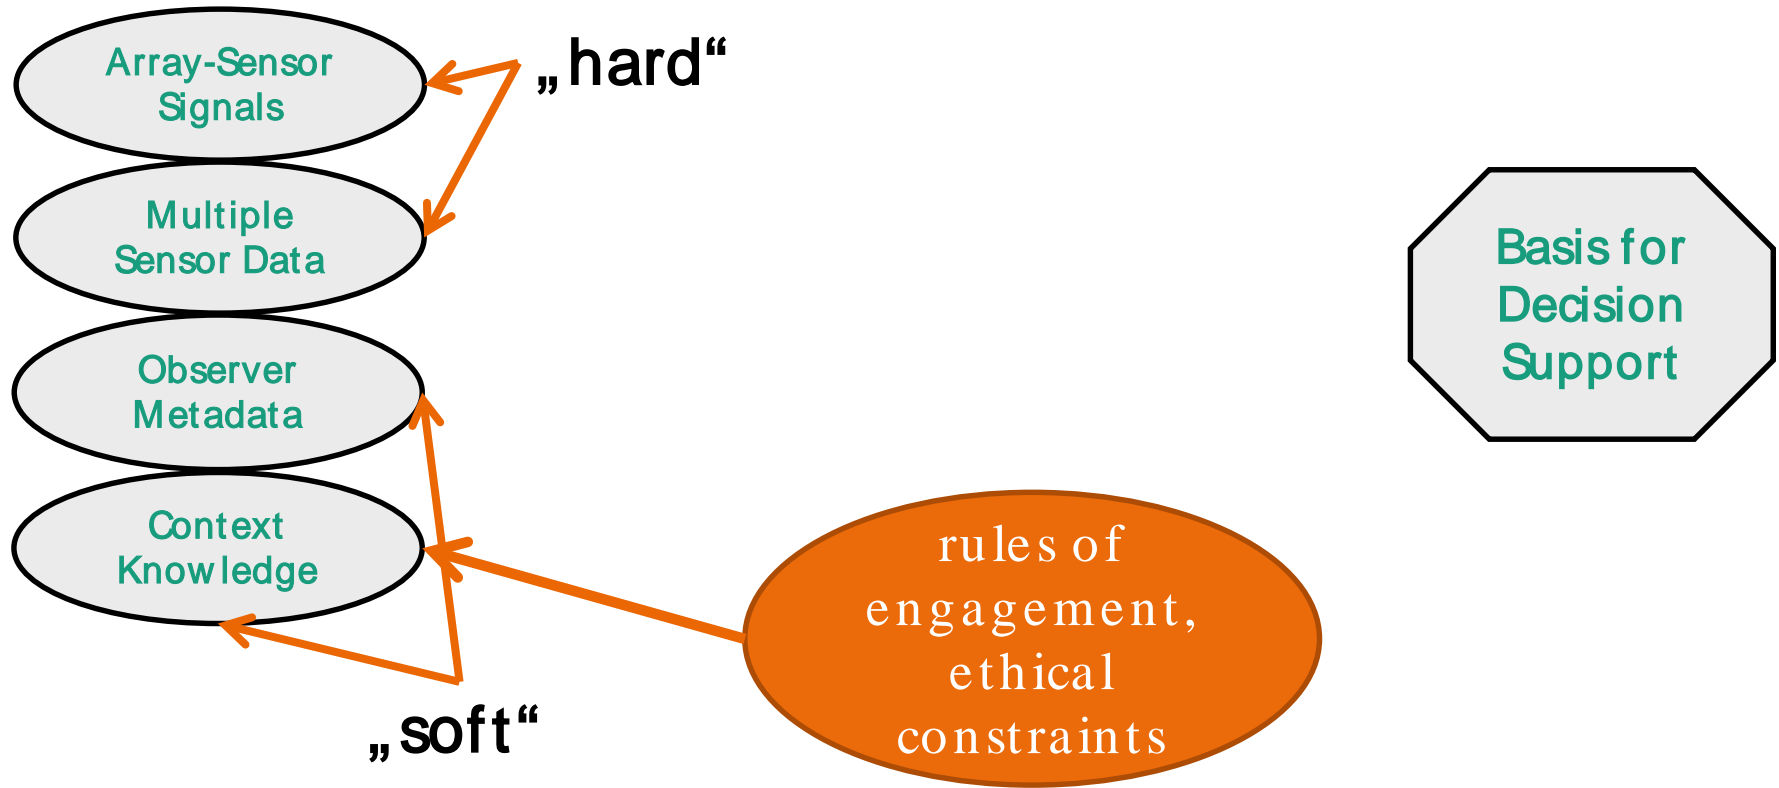 Array-Sensor
Signals
„hard“
Multiple
Sensor Data
Observer
Metadata
Context
Knowledge
„soft“
rules of
engagement,
ethical
constraints
Basis for
Decision
Support